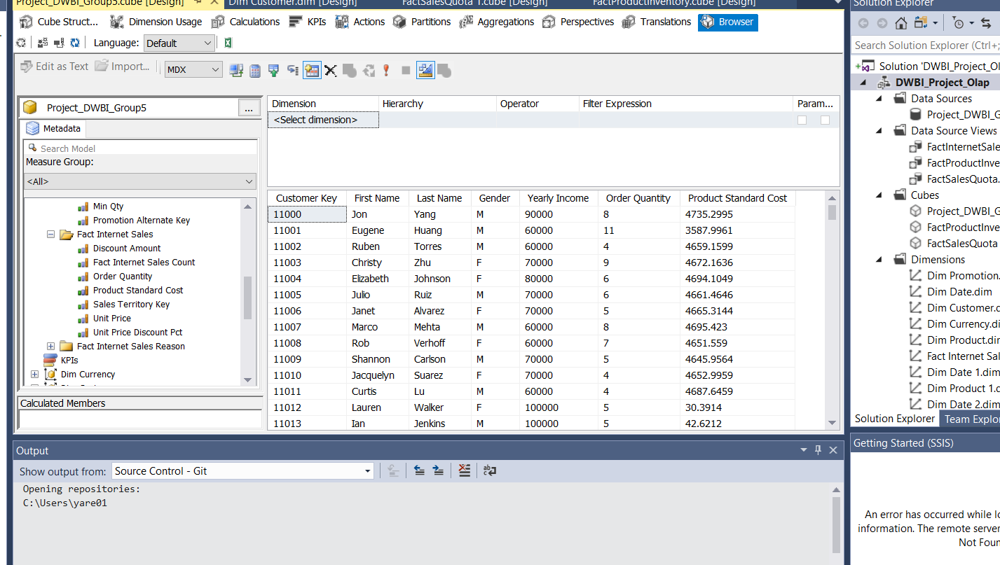 Project_DWBI_Group5.cube [Design]
Dim Customer.dim [Design]
FactSalesQuota 1.cube [Design]
FactProductInventory.cube [Design]
Cube Struct...
Dimension Usage
Calculations
KPIs
Actions
Partitions
Aggregations
Perspectives
Translations
Browser
Language: Default
Edit as Text
Import...
MDX
Project_DWBI_Group5
...
Metadata
Search Model
Measure Group:
<All>
Min Qty
Promotion Alternate Key
Fact Internet Sales
Discount Amount
Fact Internet Sales Count
Order Quantity
Product Standard Cost
Sales Territory Key
Unit Price
Unit Price Discount Pct
Fact Internet Sales Reason
KPIs
Dim Currency
Calculated Members
Dimension Hierarchy Operator Filter Expression Param...
<Select dimension>
Customer Key First Name Last Name Gender Yearly Income Order Quantity Product Standard Cost
11000 Jon Yang M 90000 8 4735.2995
11001 Eugene Huang M 60000 11 3587.9961
11002 Ruben Torres M 60000 4 4659.1599
11003 Christy Zhu F 70000 9 4672.1636
11004 Elizabeth Johnson F 80000 6 4694.1049
11005 Julio Ruiz M 70000 6 4661.4646
11006 Janet Alvarez F 70000 5 4665.3144
11007 Marco Mehta M 60000 8 4695.423
11008 Rob Verhoff F 60000 7 4651.559
11009 Shannon Carlson M 70000 5 4645.9564
11010 Jacquelyn Suarez F 70000 4 4652.9959
11011 Curtis Lu M 60000 4 4687.6459
11012 Lauren Walker F 100000 5 30.3914
11013 Ian Jenkins M 100000 5 42.6212
Output
Show output from: Source Control - Git
Opening repositories:
C:\Users\yare01
Solution Explorer
Search Solution Explorer (Ctrl+;
Solution 'DWBI_Project_Ol
DWBI_Project_Olap
Data Sources
Project_DWBI_G
Data Source Views
FactInternetSale
FactProductInve
FactSalesQuota.
Cubes
Project_DWBI_G
FactProductInve
FactSalesQuota
Dimensions
Dim Promotion.
Dim Date.dim
Dim Customer.c
Dim Currency.di
Dim Product.dir
Fact Internet Sal
Dim Date 1.dim
Dim Product 1.c
Dim Date 2.dim
Solution Explorer
Team Explo
Getting Started (SSIS)
An error has occurred while lo
information. The remote server
Not Foun